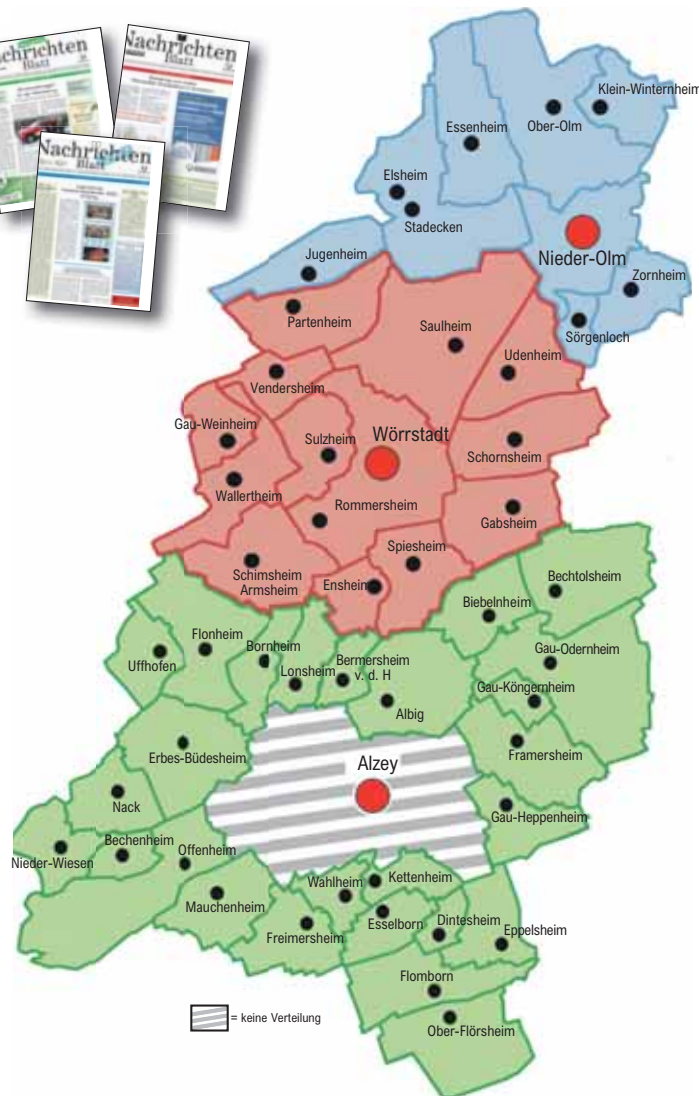 Nachrichten
Blatt
Nachrichten
Blatt
Nachrichten
Blatt
Klein-Winternheim
Ober-Olm
Essenheim
Elsheim
Stadecken
Nieder-Olm
Jugenheim
Zornheim
Partenheim
Sörgenloch
Saulheim
Udenheim
Vendersheim
Gau-Weinheim
Wörrstadt
Sulzheim
Schornsheim
Wallertheim
Rommersheim
Gabsheim
Spiesheim
Schimsheim
Armsheim
Ensheim
Bechtolsheim
Biebelnheim
Flonheim
Bornheim
Uffhofen
Gau-Odernheim
Lonsheim
Bermersheim
v. d. H
Gau-Köngernheim
Albig
Erbes-Büdesheim
Framersheim
Alzey
Nack
Gau-Heppenheim
Bechenheim
Offenheim
Nieder-Wiesen
Wahlheim
Kettenheim
Mauchenheim
Esselborn
Dintesheim
Eppelsheim
Freimersheim
Flomborn
= keine Verteilung
Ober-Flörsheim